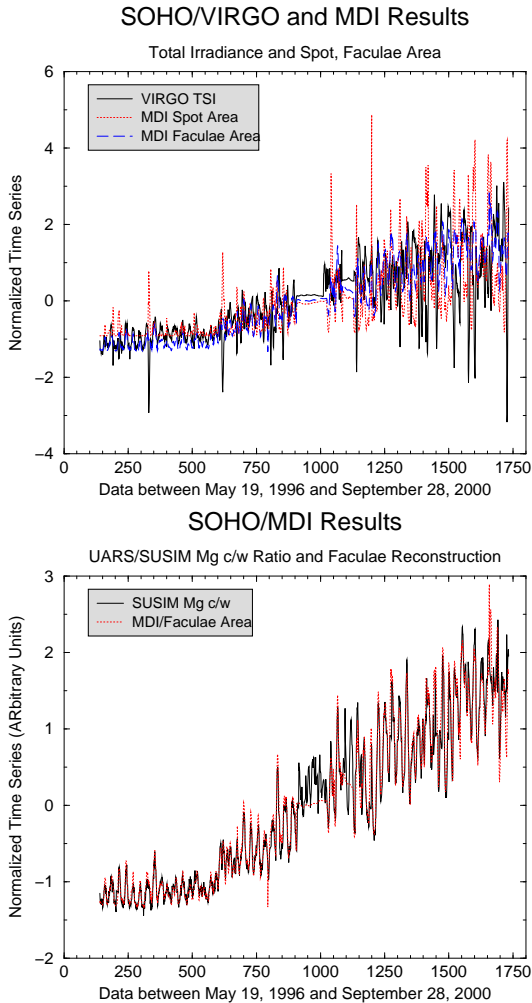 SOHO/VIRGO and MDI Results
Total Irradiance and Spot, Faculae Area
6
4
2
0
−2
−4
Normalized Time Series
VIRGO TSI
MDI Spot Area
MDI Faculae Area
0 250 500 750 1000 1250 1500 1750
Data between May 19, 1996 and September 28, 2000
SOHO/MDI Results
UARS/SUSIM Mg c/w Ratio and Faculae Reconstruction
3
2
1
0
−1
−2
Normalized Time Series (ARbitrary Units)
SUSIM Mg c/w
MDI/Faculae Area
0 250 500 750 1000 1250 1500 1750
Data between May 19, 1996 and September 28, 2000